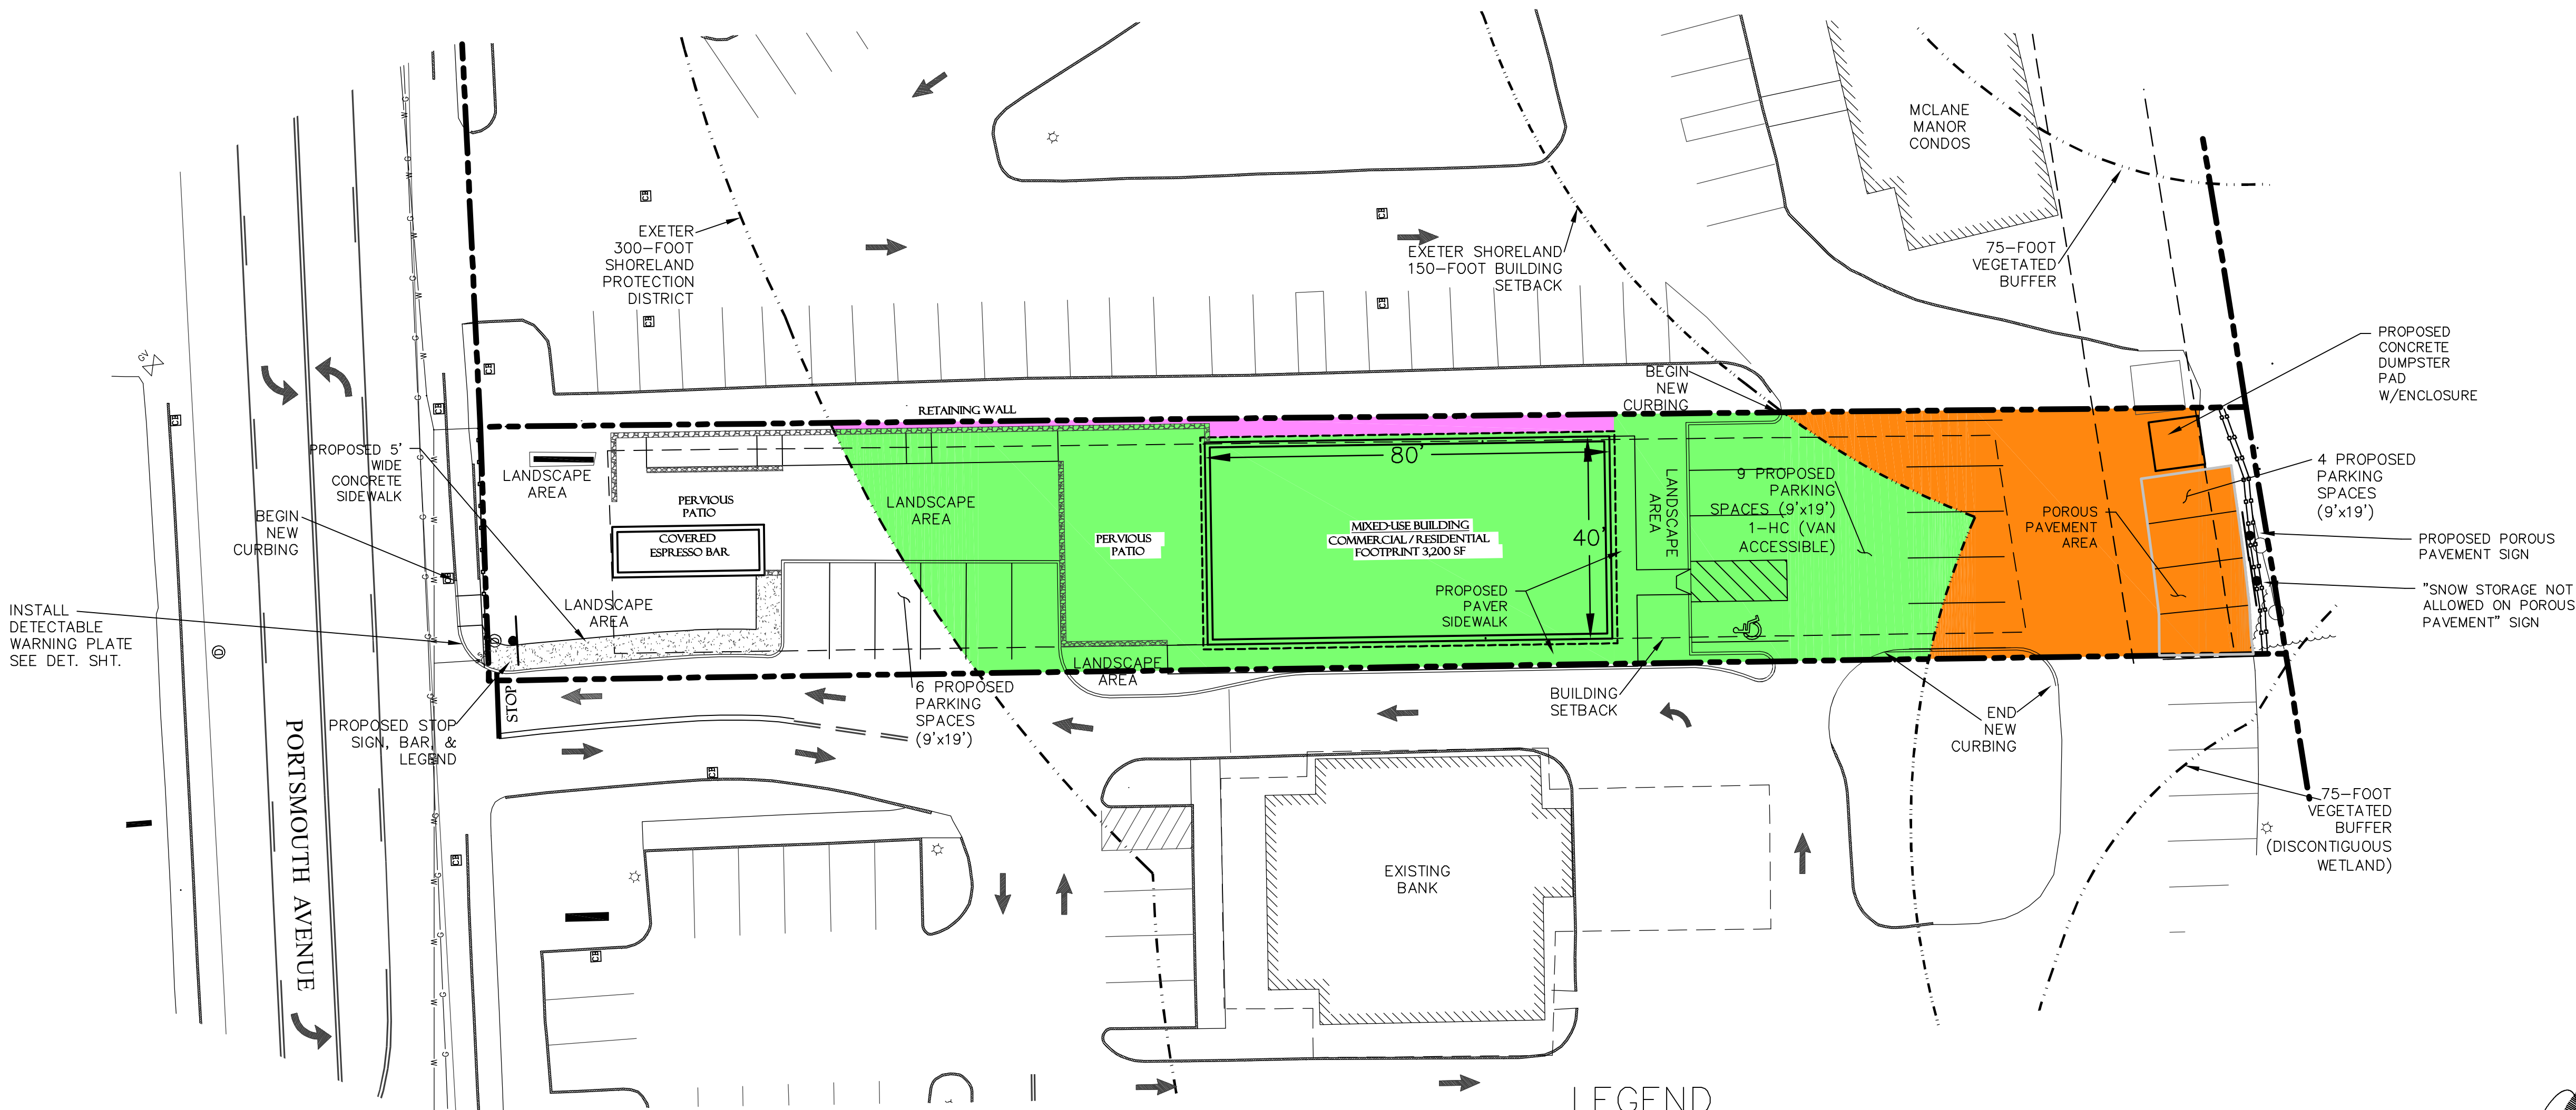 MCLANE
MANOR
CONDOS
EXETER
300-FOOT
SHORELAND
PROTECTION
DISTRICT
EXETER SHORELAND
150-FOOT BUILDING
SETBACK
75-FOOT
VEGETATED
BUFFER
PROPOSED
CONCRETE
DUMPSTER
PAD
W/ENCLOSURE
BEGIN
NEW
CURBING
RETAINING WALL
PROPOSED 5'
WIDE
CONCRETE
SIDEWALK
LANDSCAPE
AREA
PERVIOUS
PATIO
COVERED
ESPRESSO BAR
LANDSCAPE
AREA
LANDSCAPE
AREA
PERVIOUS
PATIO
80'
40'
MIXED-USE BUILDING
COMMERCIAL / RESIDENTIAL
FOOTPRINT 3,200 SF
LANDSCAPE
AREA
9 PROPOSED
PARKING
SPACES (9'x19')
1-HC (VAN
ACCESSIBLE)
POROUS
PAVEMENT
AREA
4 PROPOSED
PARKING
SPACES
(9'x19')
PROPOSED POROUS
PAVEMENT SIGN
"SNOW STORAGE NOT
ALLOWED ON POROUS
PAVEMENT" SIGN
BEGIN
NEW
CURBING
INSTALL
DETECTABLE
WARNING PLATE
SEE DET. SHT.
PROPOSED
PAVER
SIDEWALK
LANDSCAPE
AREA
6 PROPOSED
PARKING
SPACES
(9'x19')
BUILDING
SETBACK
END
NEW
CURBING
STOP
PROPOSED STOP
SIGN, BAR, &
LEGEND
PORTSMOUTH AVENUE
EXISTING
BANK
75-FOOT
VEGETATED
BUFFER
(DISCONTIGUOUS
WETLAND)
LEGEND